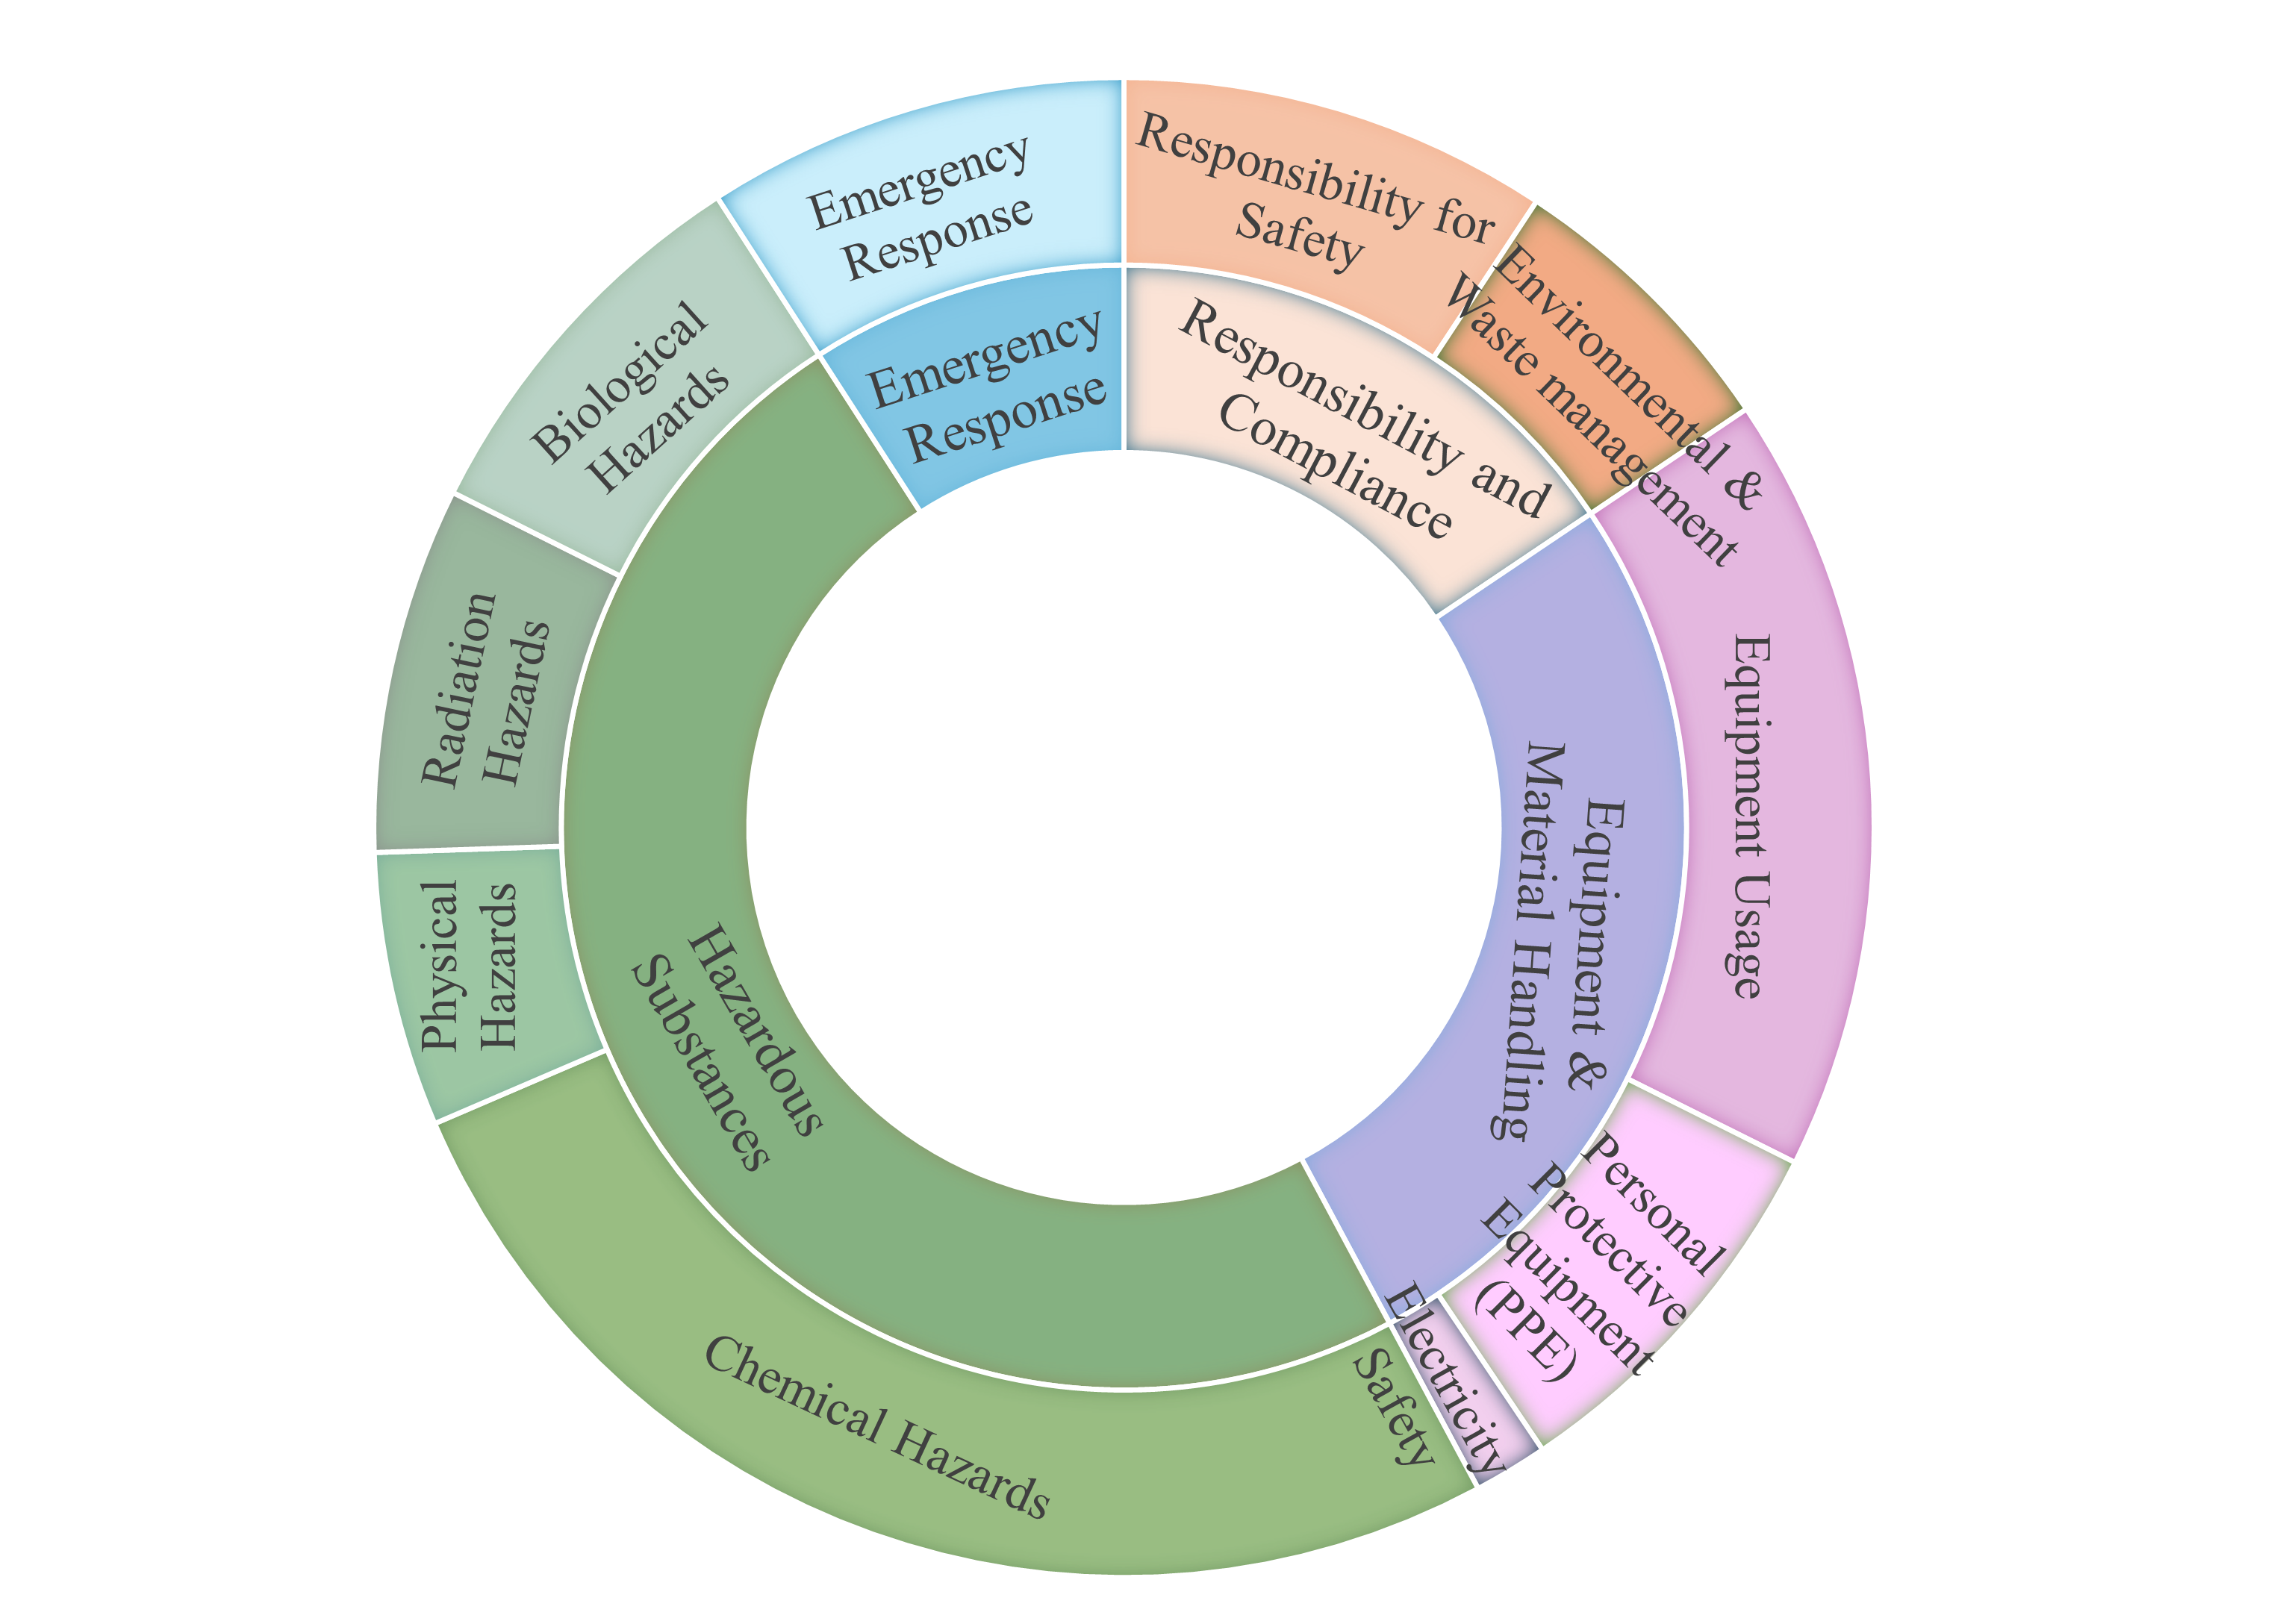 Responsibility for
Safety
Environmental &
Waste management
Equipment Usage
Personal
Protective
Equipment
(PPE)
Electricity
Safety
Chemical Hazards
Physical
Hazards
Radiation
Hazards
Biological
Hazards
Emergency
Response
Responsibility and
Compliance
Equipment &
Material Handling
Hazardous
Substances
Emergency
Response